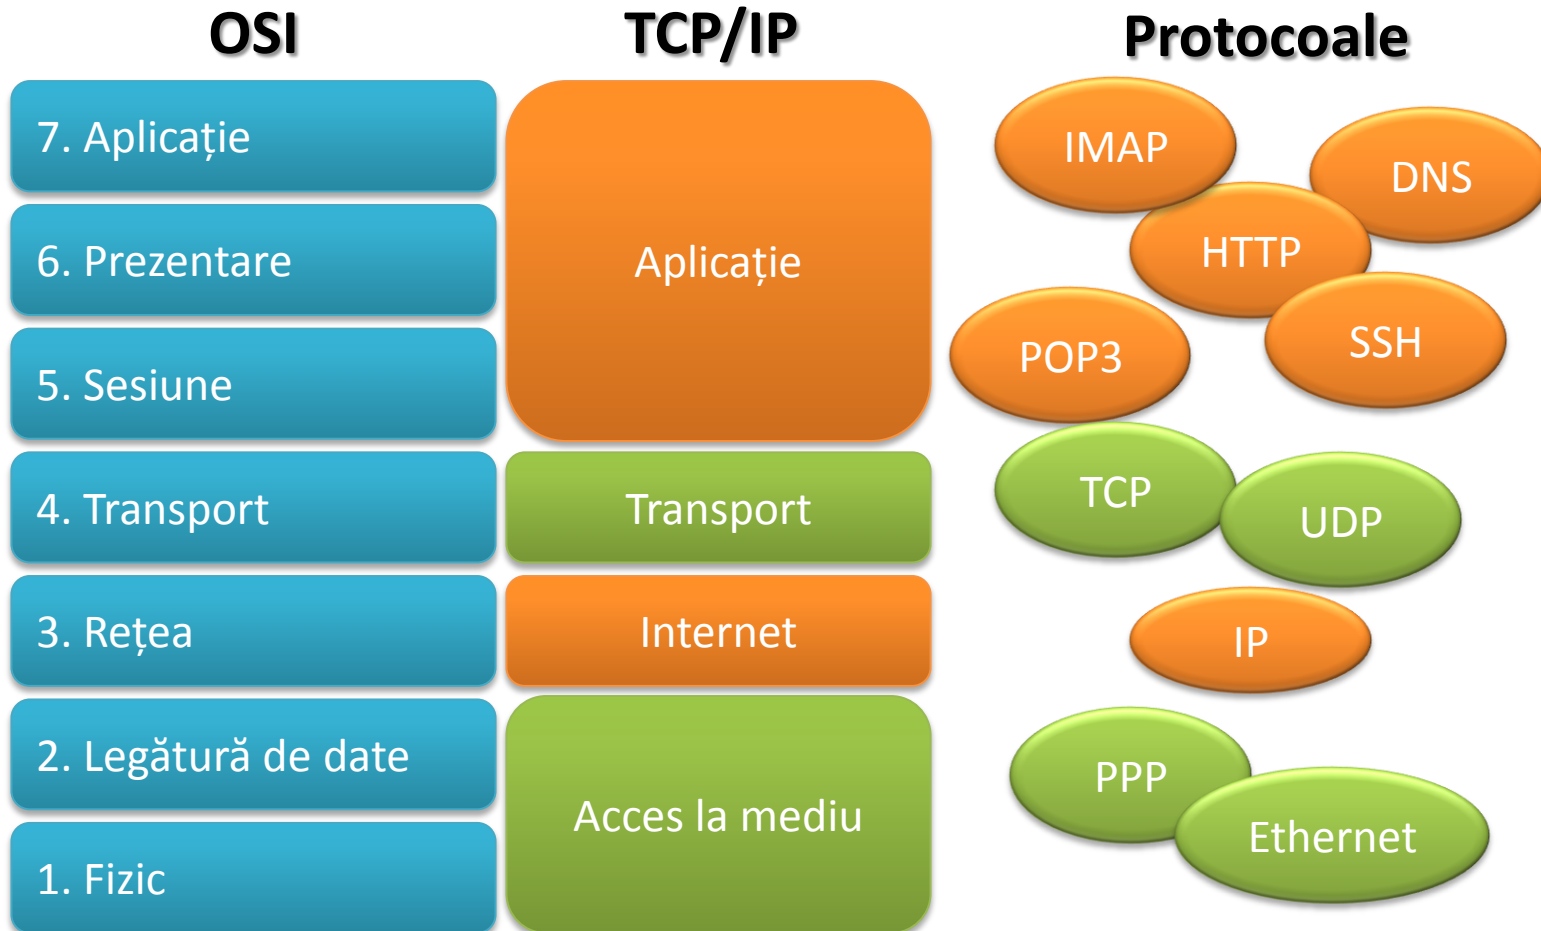 OSI
TCP/IP
Protocoale
7. Aplicație
6. Prezentare
5. Sesiune
4. Transport
3. Rețea
2. Legătură de date
1. Fizic
Aplicație
Transport
Internet
Acces la mediu
IMAP
DNS
HTTP
SSH
POP3
TCP
UDP
IP
PPP
Ethernet